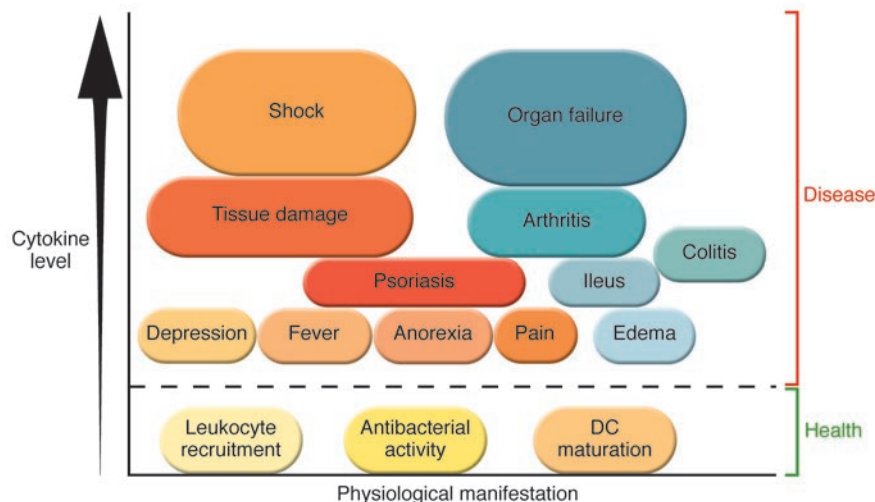 Shock
Organ failure
Tissue damage
Arthritis
Disease
Cytokine
level
Colitis
Psoriasis
Ileus
Depression
Fever
Anorexia
Pain
Edema
Leukocyte
recruitment
Antibacterial
activity
DC
maturation
Health
Physiological manifestation